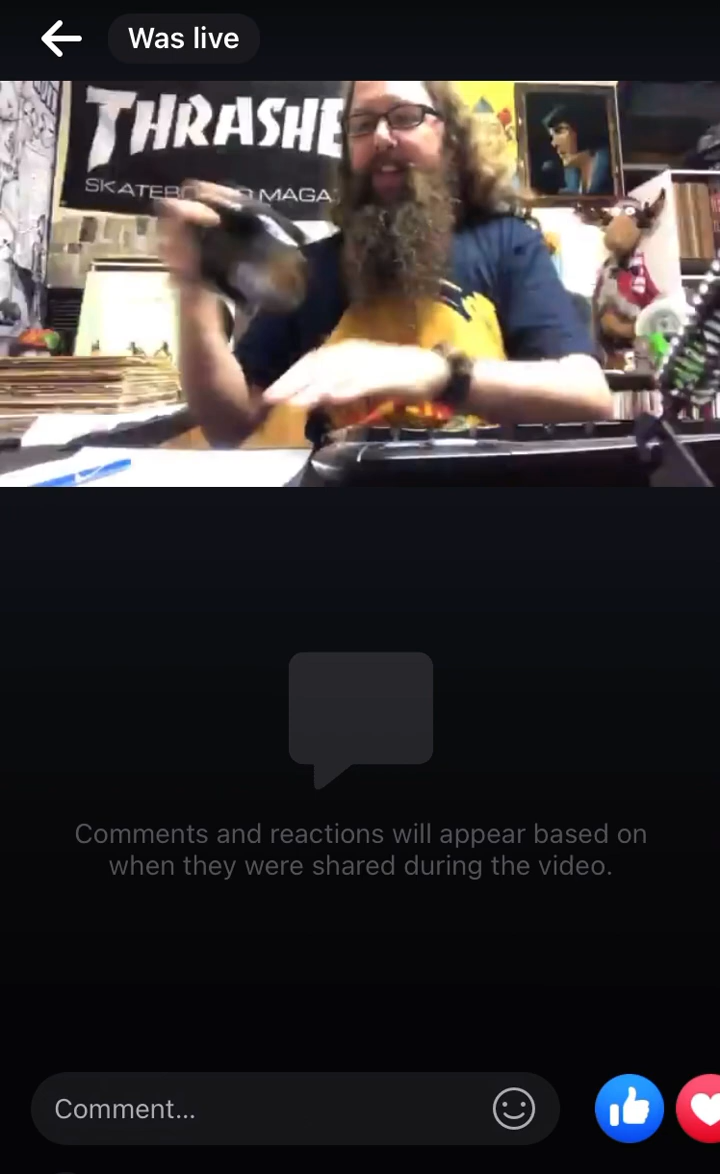 Was live
THRASHE
SKATEBOARD MAGA
Comments and reactions will appear based on
when they were shared during the video.
Comment...